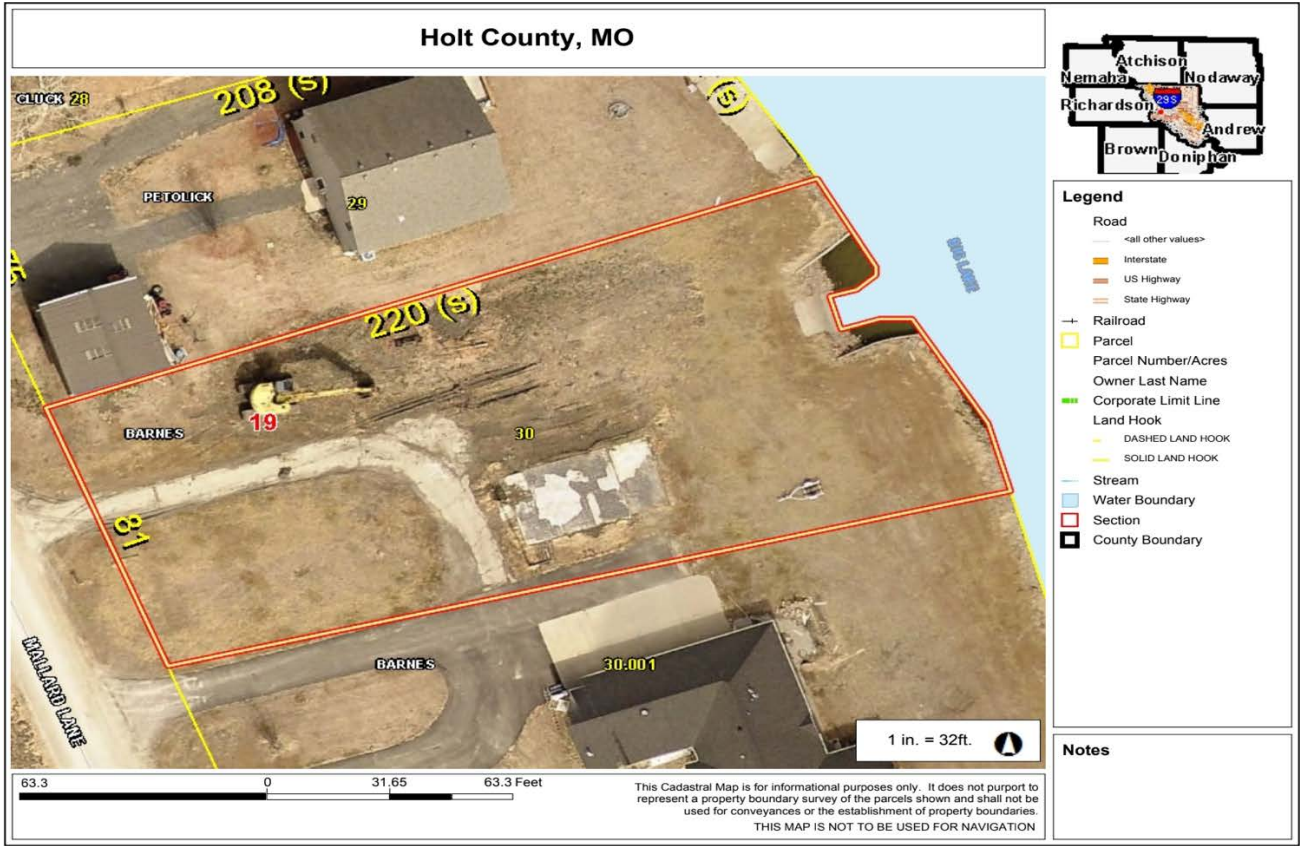 Holt County, MO
CLUCK 28
208 (s)
(s)
PETOLICK
29
220 (s)
BIG LAKE
19
BARNES
30
81
MALLARD LANE
BARNES
30.001
1 in. = 32ft.
Atchison
Nemaha
Nodaway
Richardson
29S
Andrew
Brown
Doniphan
Legend
Road
<all other values>
Interstate
US Highway
State Highway
Railroad
Parcel
Parcel Number/Acres
Owner Last Name
Corporate Limit Line
Land Hook
DASHED LAND HOOK
SOLID LAND HOOK
Stream
Water Boundary
Section
County Boundary
Notes
63.3 0 31.65 63.3 Feet
This Cadastral Map is for informational purposes only. It does not purport to
represent a property boundary survey of the parcels shown and shall not be
used for conveyances or the establishment of property boundaries.
THIS MAP IS NOT TO BE USED FOR NAVIGATION